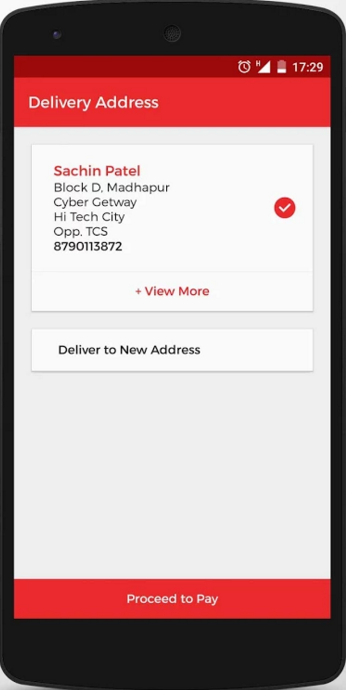 H 17:29
Delivery Address
Sachin Patel
Block D, Madhapur
Cyber Getway
Hi Tech City
Opp. TCS
8790113872
+ View More
Deliver to New Address
Proceed to Pay